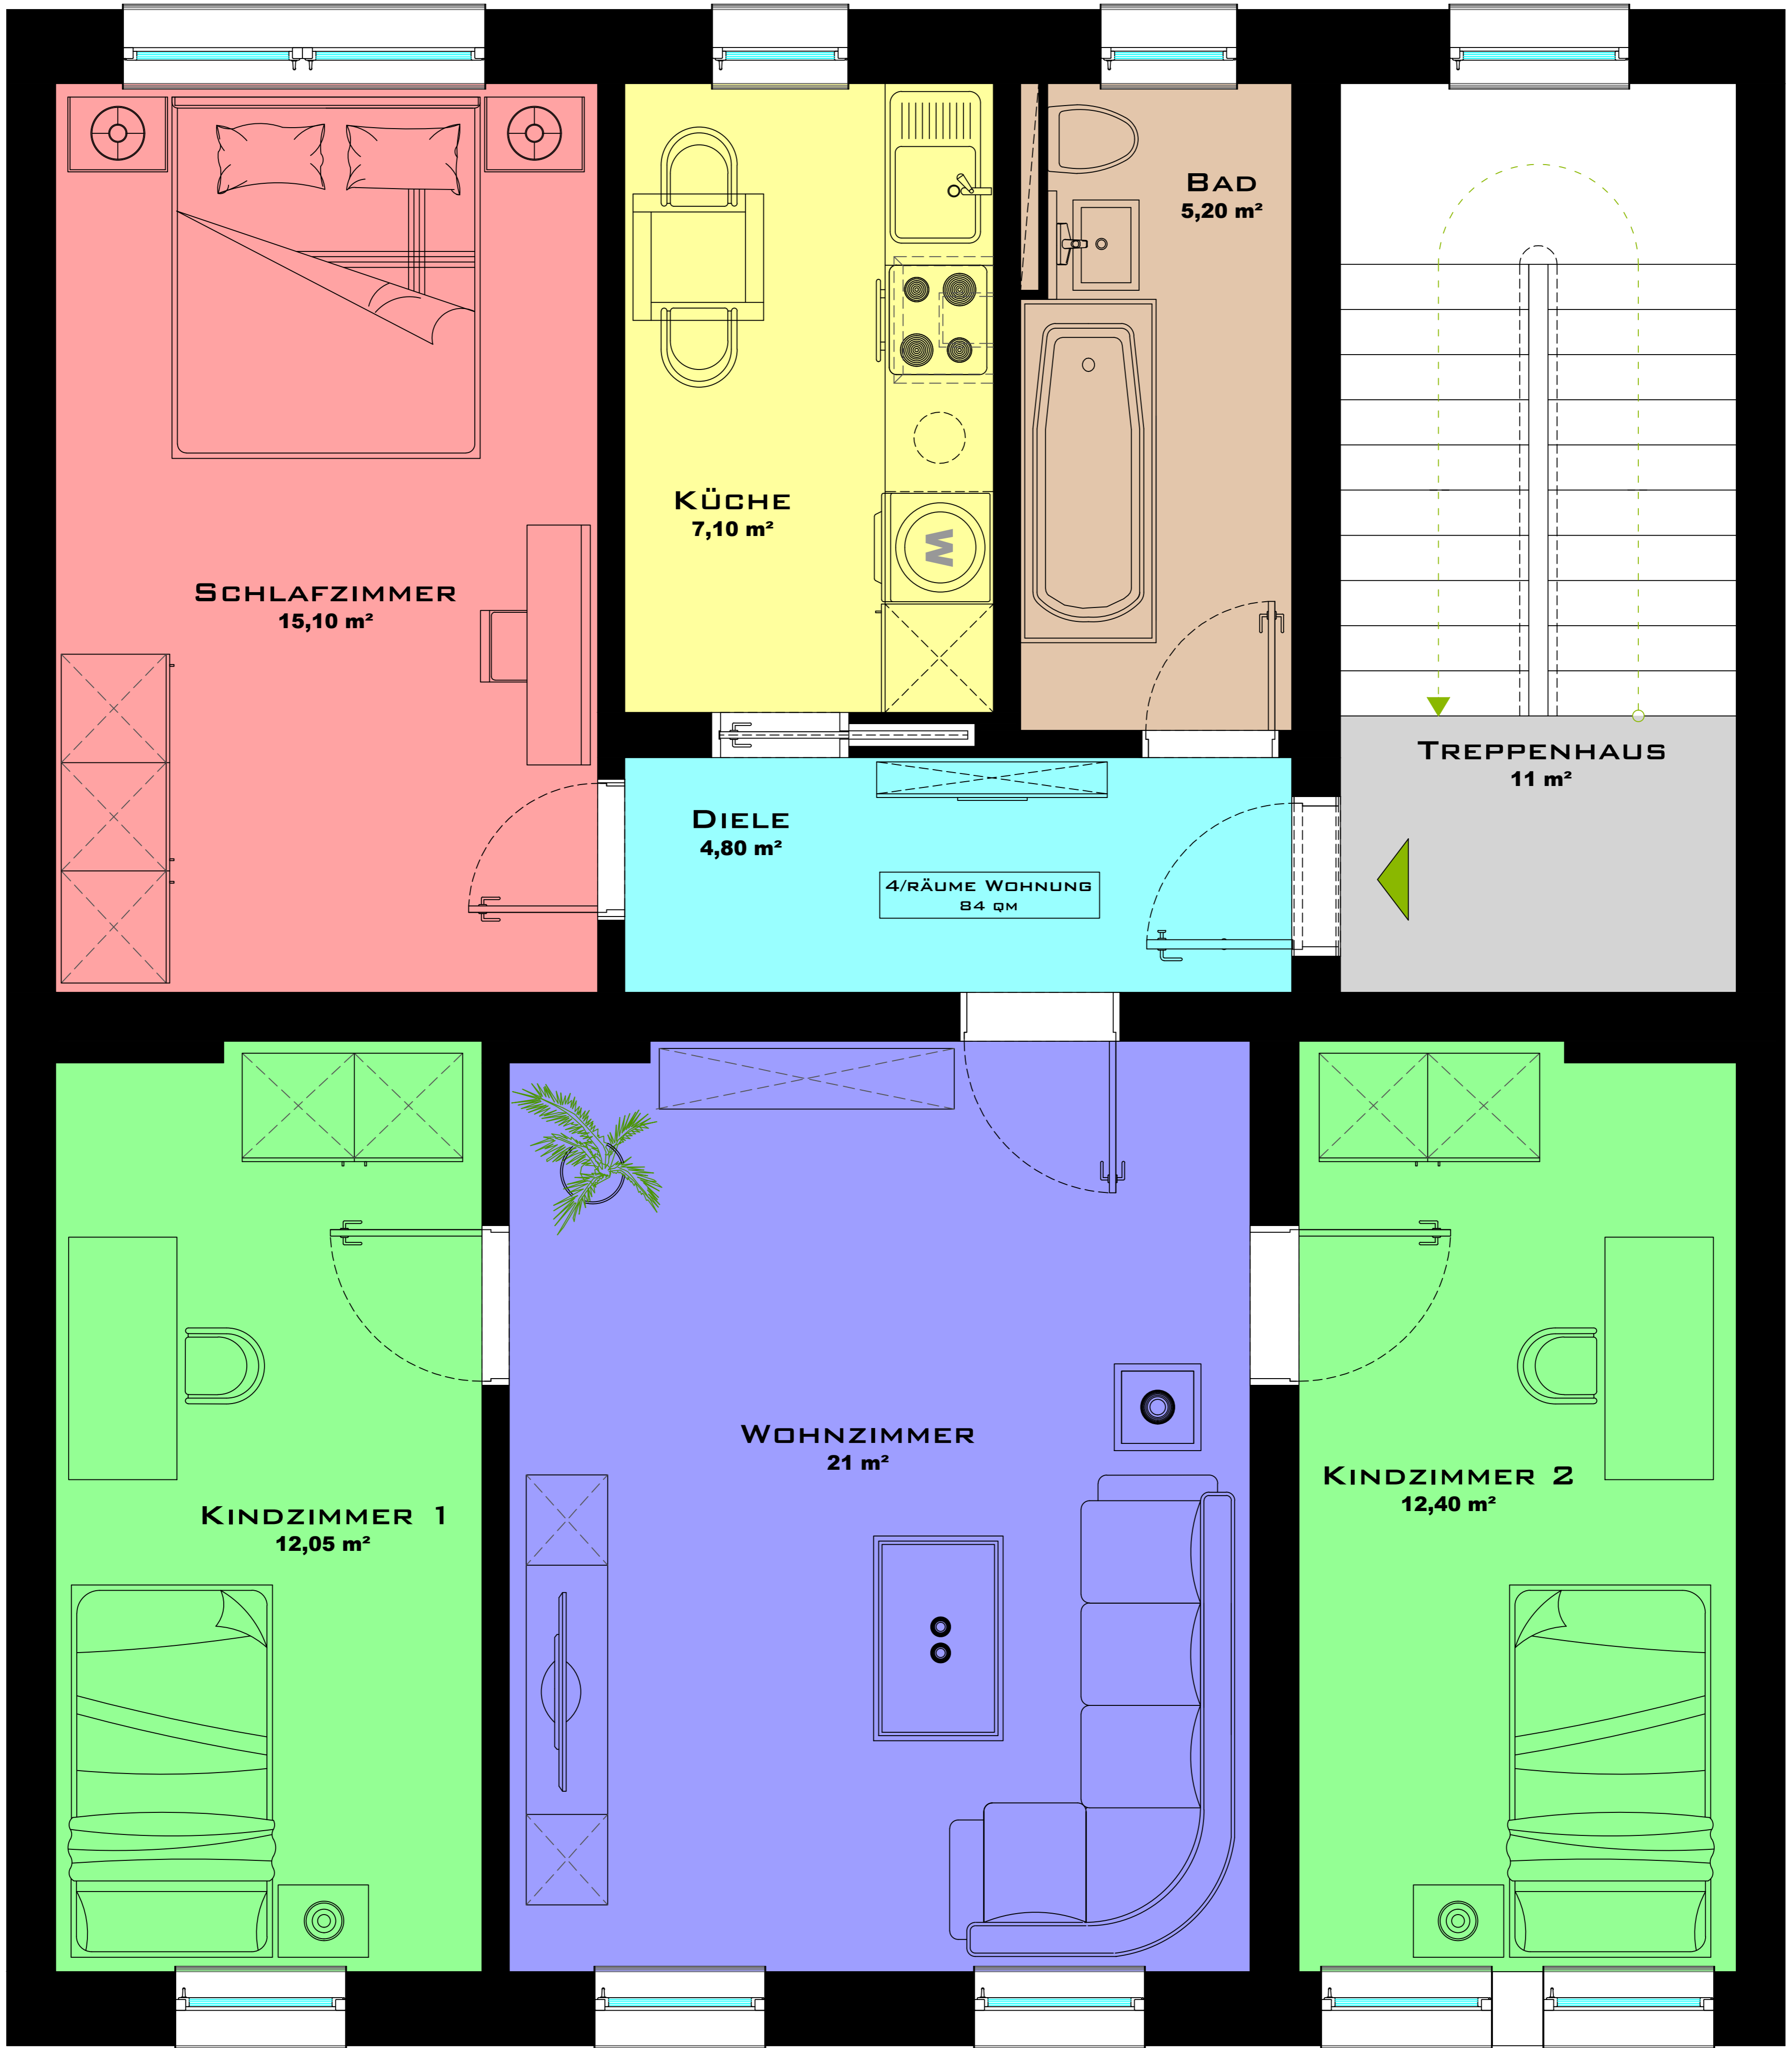 Bad
5,20 m²
Küche
7,10 m²
W
Schlafzimmer
15,10 m²
Treppenhaus
11 m²
Diele
4,80 m²
4/Räume Wohnung
84 qm
Wohnzimmer
21 m²
Kindzimmer 2
12,40 m²
Kindzimmer 1
12,05 m²